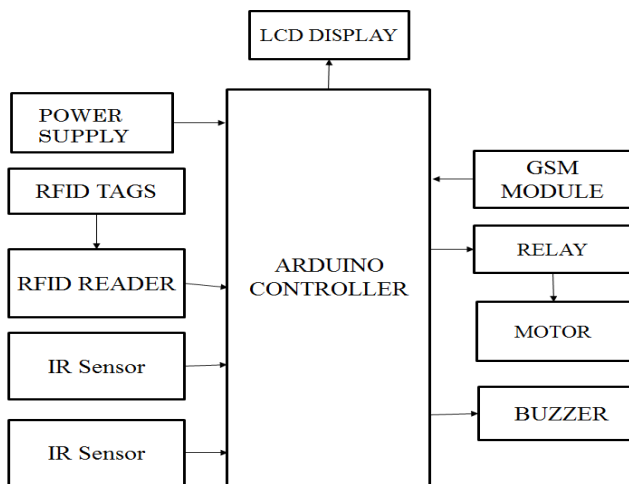 LCD DISPLAY
POWER
SUPPLY
RFID TAGS
RFID READER
IR Sensor
IR Sensor
ARDUINO
CONTROLLER
GSM
MODULE
RELAY
MOTOR
BUZZER